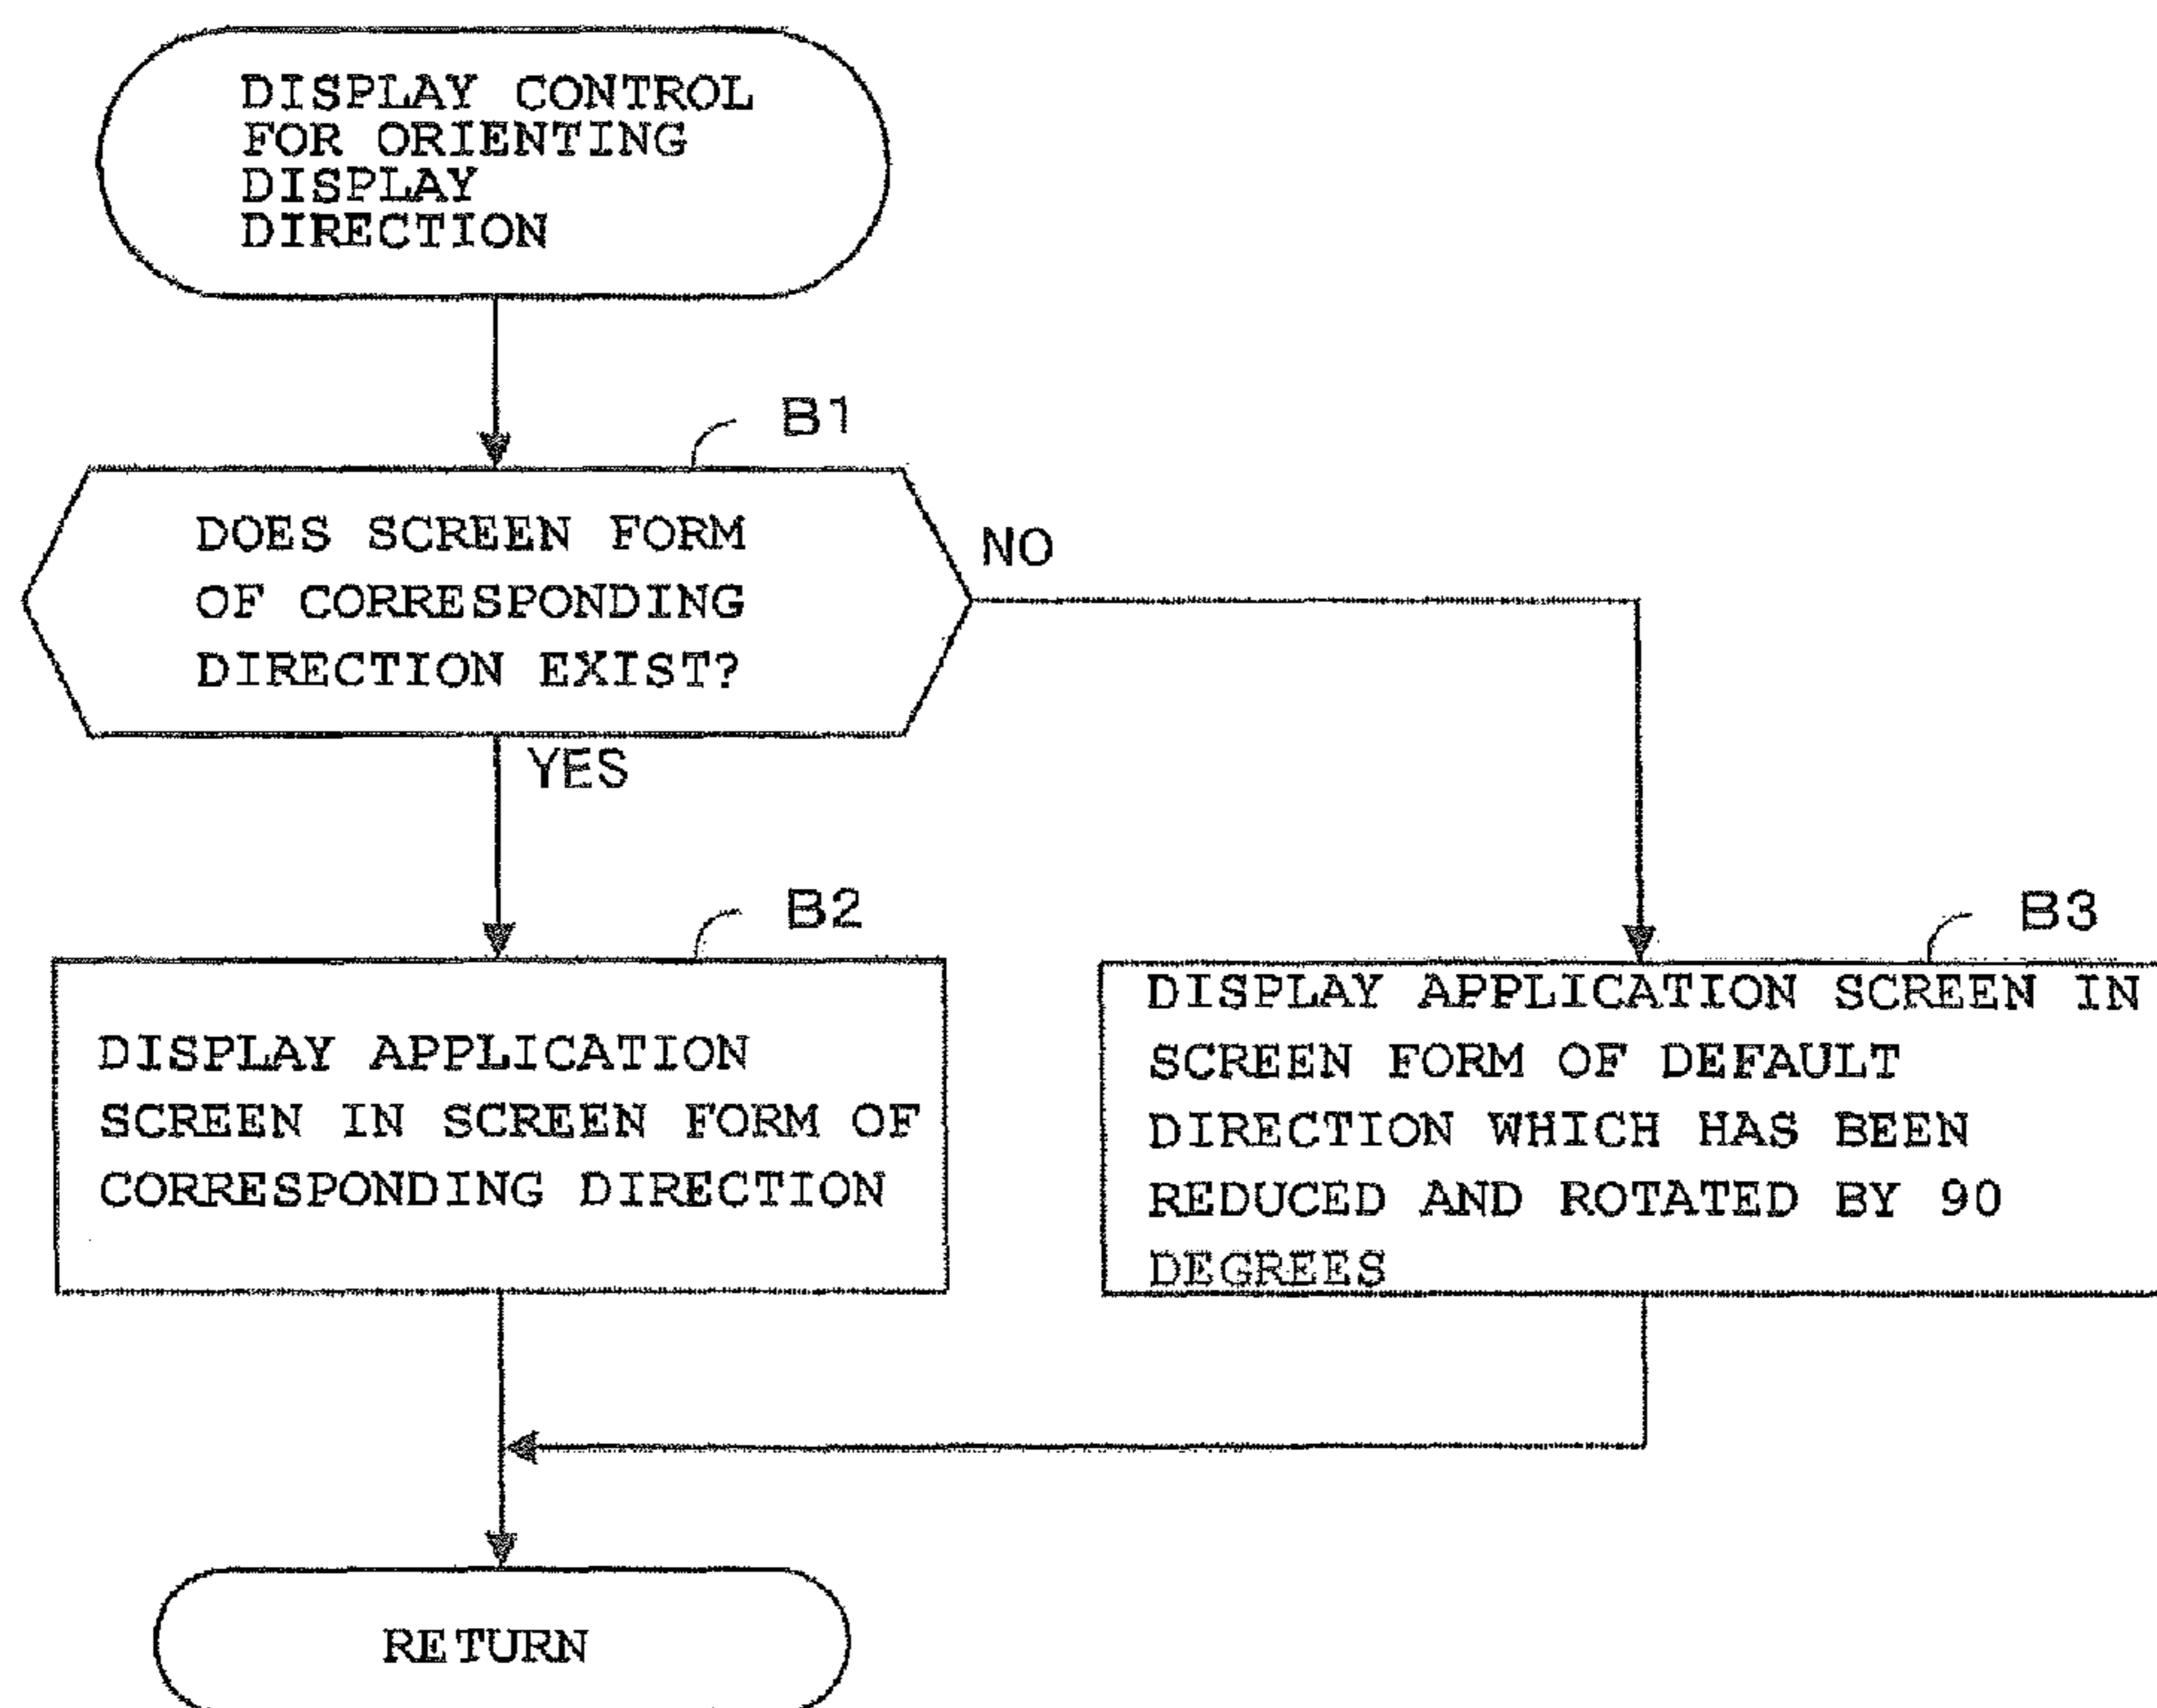 DISPLAY CONTROL
FOR ORIENTING
DISPLAY
DIRECTION
B1
DOES SCREEN FORM
OF CORRESPONDING
DIRECTION EXIST?
NO
YES
B2
DISPLAY APPLICATION
SCREEN IN SCREEN FORM OF
CORRESPONDING DIRECTION
B3
DISPLAY APPLICATION SCREEN IN
SCREEN FORM OF DEFAULT
DIRECTION WHICH HAS BEEN
REDUCED AND ROTATED BY 90
DEGREES
RETURN